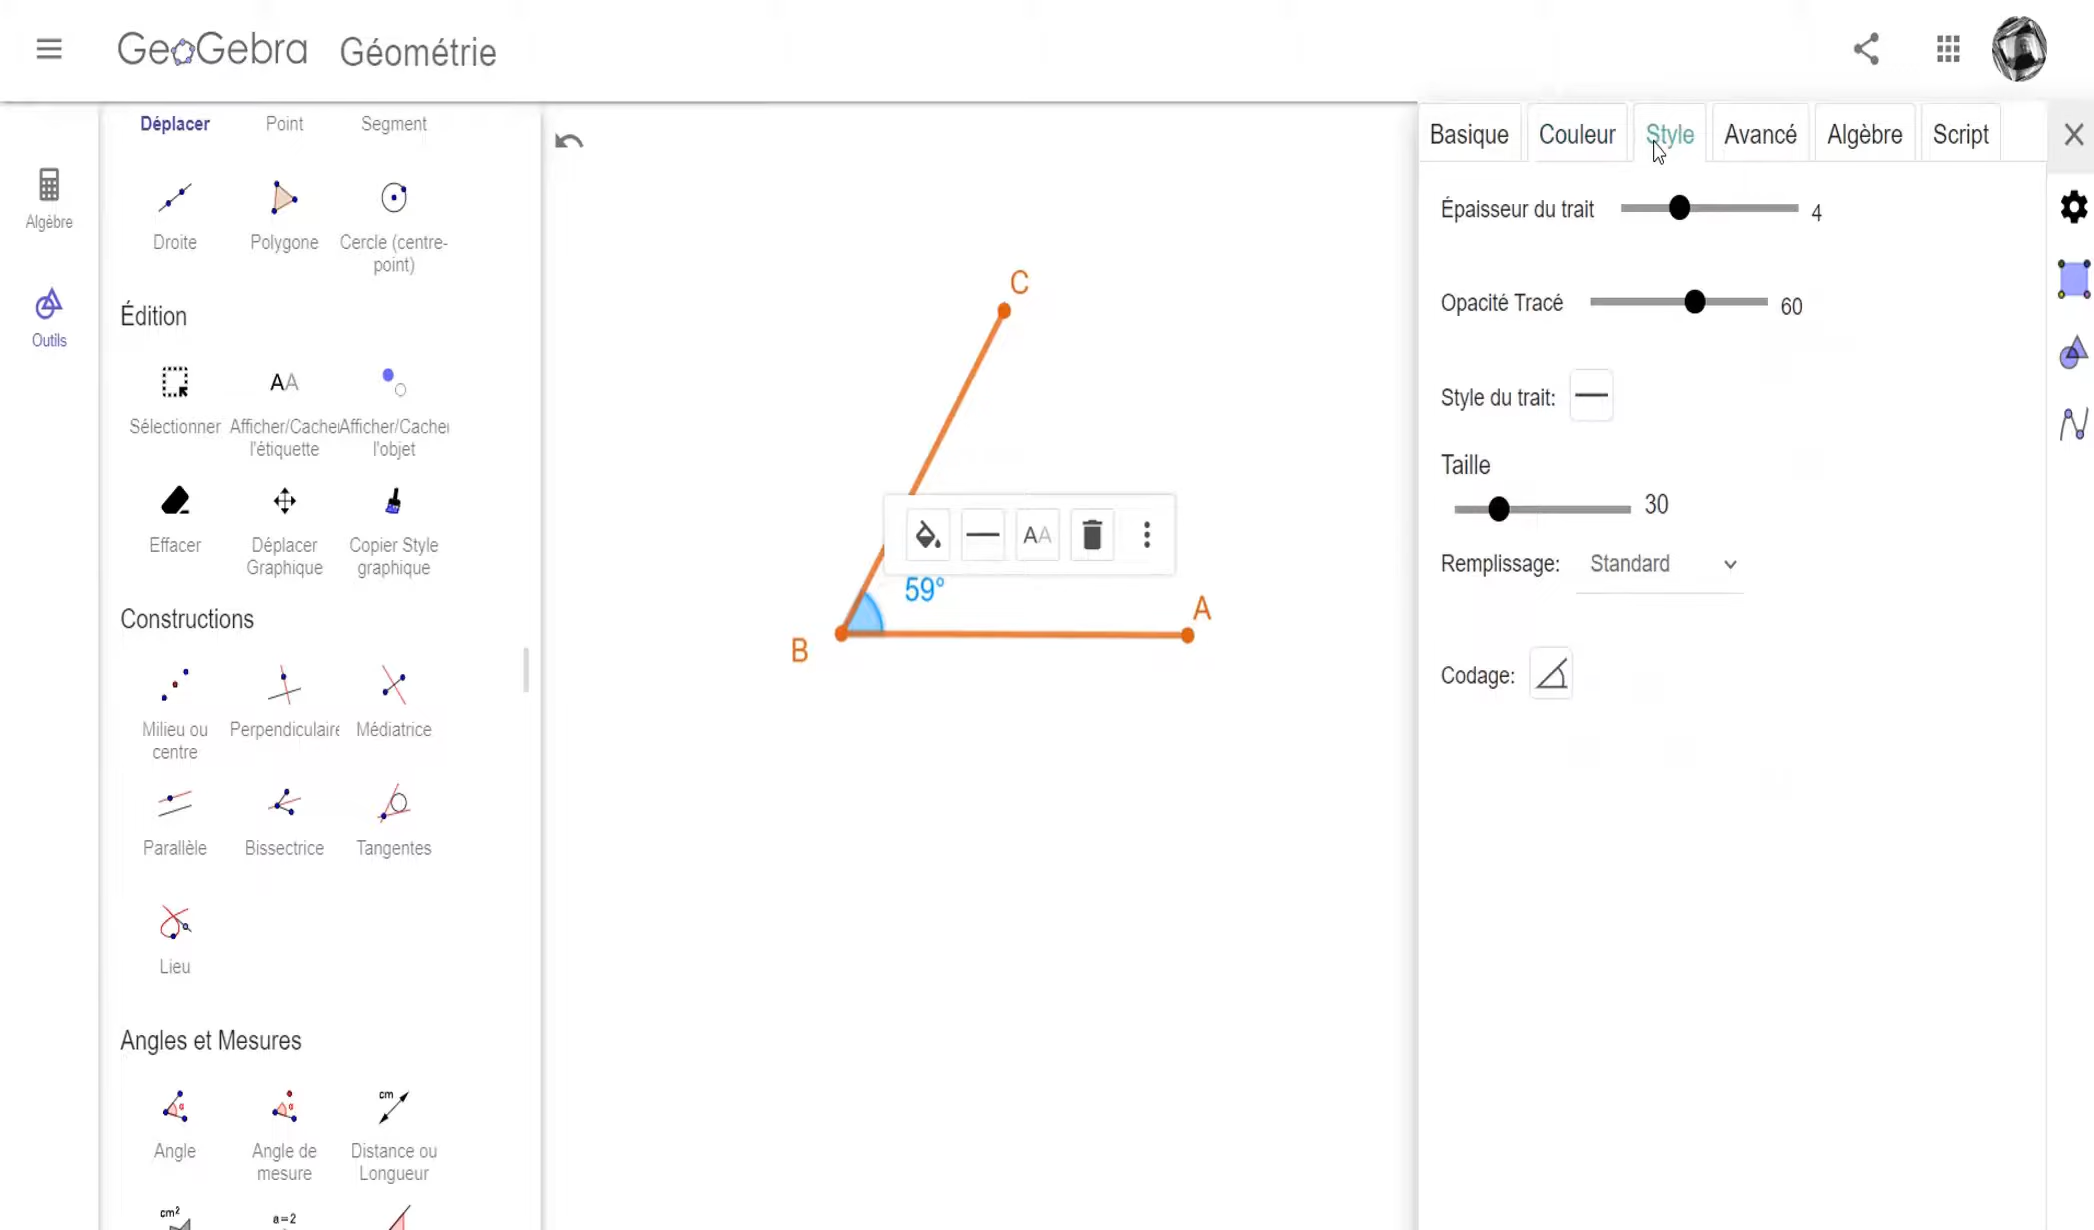 GeoGebra Géométrie
Algèbre
Outils
Déplacer Point Segment
Droite Polygone Cercle (centre-
point)
Édition
Sélectionner Afficher/Cacher Afficher/Cacher
l'étiquette l'objet
Effacer Déplacer Copier Style
Graphique graphique
Constructions
Milieu ou Perpendiculaire Médiatrice
centre
Parallèle Bissectrice Tangentes
Lieu
Angles et Mesures
α α cm
Angle Angle de Distance ou
mesure Longueur
cm² a=2
C
AA
59°
A
B
Basique Couleur Style Avancé Algèbre Script
Épaisseur du trait 4
Opacité Tracé 60
Style du trait:
Taille
30
Remplissage: Standard
Codage: